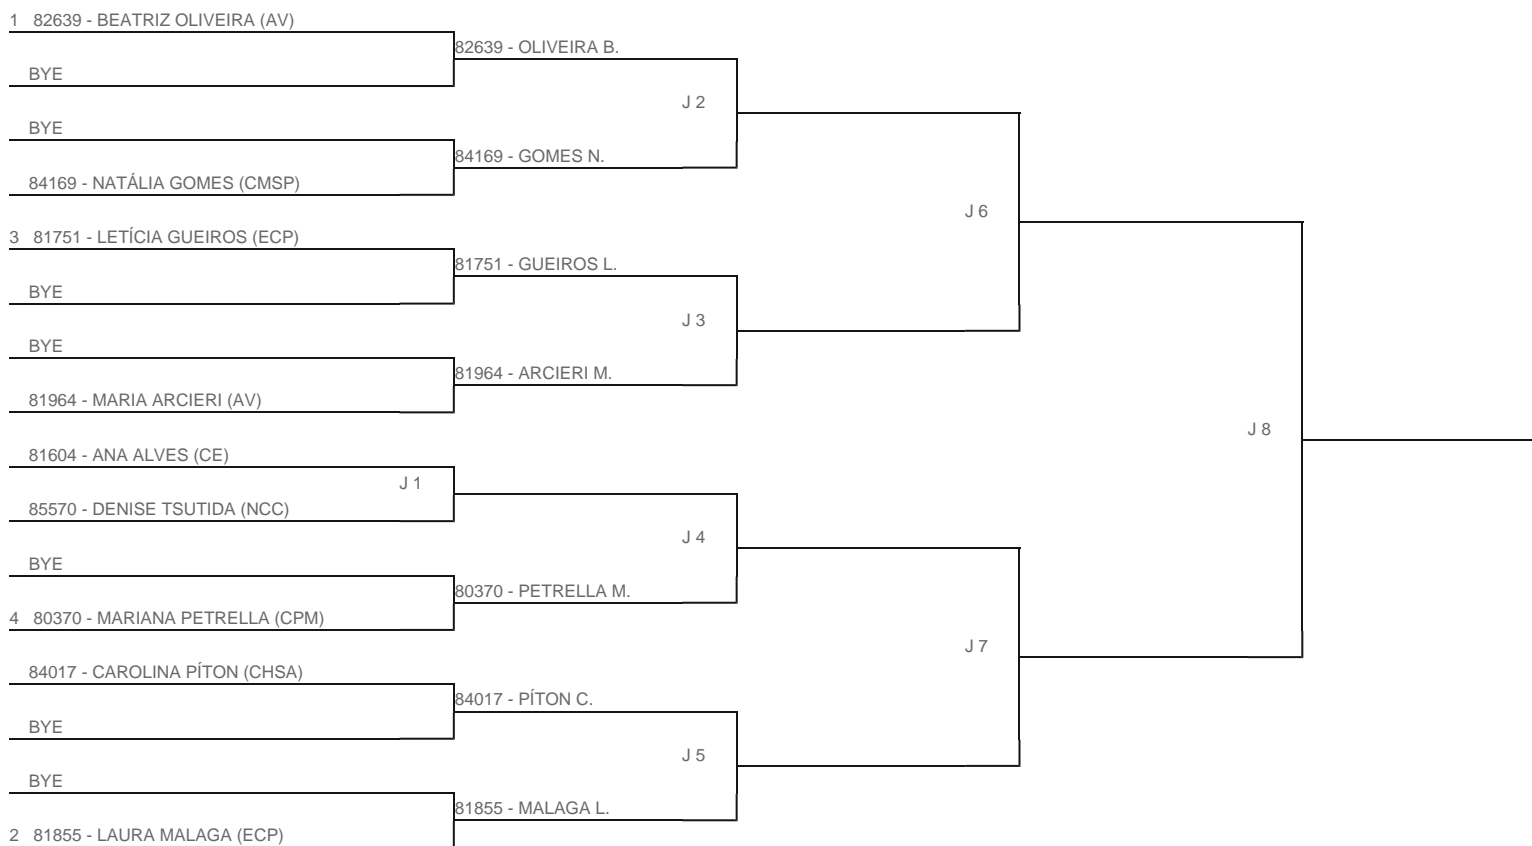 1 82639 - BEATRIZ OLIVEIRA (AV)
82639 - OLIVEIRA B.
BYE
J 2
BYE
84169 - GOMES N.
84169 - NATÁLIA GOMES (CMSP)
J 6
3 81751 - LETÍCIA GUEIROS (ECP)
81751 - GUEIROS L.
BYE
J 3
BYE
81964 - ARCIERI M.
81964 - MARIA ARCIERI (AV)
J 8
81604 - ANA ALVES (CE)
J 1
85570 - DENISE TSUTIDA (NCC)
J 4
BYE
80370 - PETRELLA M.
4 80370 - MARIANA PETRELLA (CPM)
J 7
84017 - CAROLINA PÍTON (CHSA)
84017 - PÍTON C.
BYE
J 5
BYE
81855 - MALAGA L.
2 81855 - LAURA MALAGA (ECP)